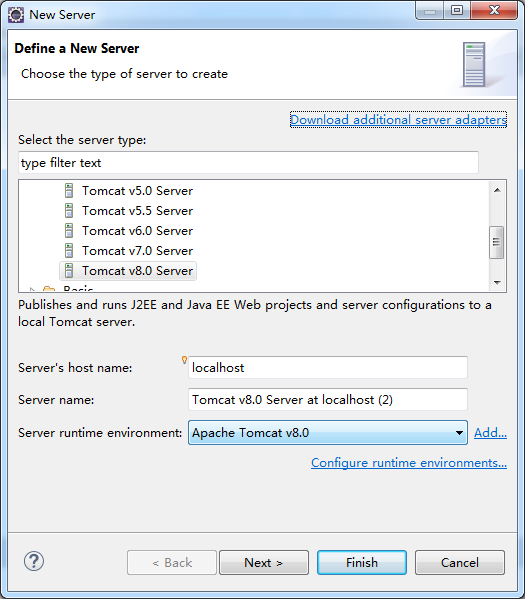 New Server
Define a New Server
Choose the type of server to create
Download additional server adapters
Select the server type:
type filter text
Tomcat v5.0 Server
Tomcat v5.5 Server
Tomcat v6.0 Server
Tomcat v7.0 Server
Tomcat v8.0 Server
Basic
Publishes and runs J2EE and Java EE Web projects and server configurations to a
local Tomcat server.
Server's host name: localhost
Server name: Tomcat v8.0 Server at localhost (2)
Server runtime environment: Apache Tomcat v8.0 Add...
Configure runtime environments...
? < Back Next > Finish Cancel